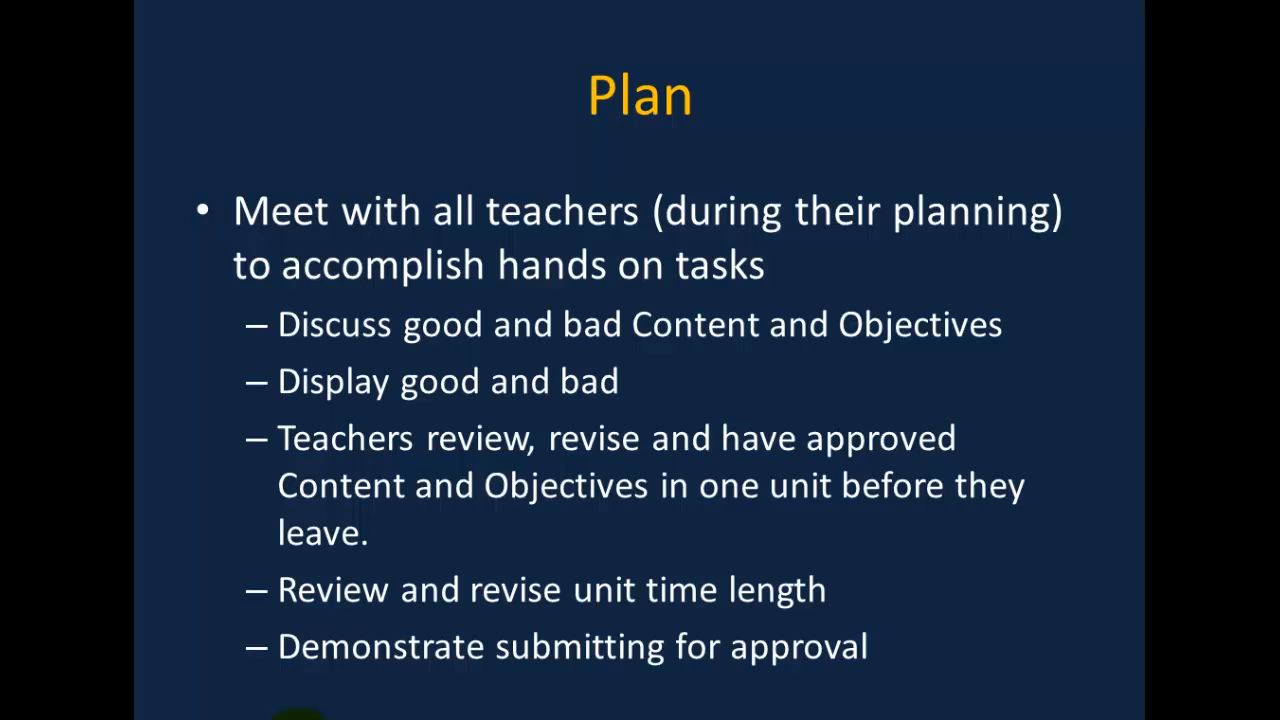 Plan
• Meet with all teachers (during their planning)
to accomplish hands on tasks
– Discuss good and bad Content and Objectives
– Display good and bad
– Teachers review, revise and have approved
Content and Objectives in one unit before they
leave.
– Review and revise unit time length
– Demonstrate submitting for approval